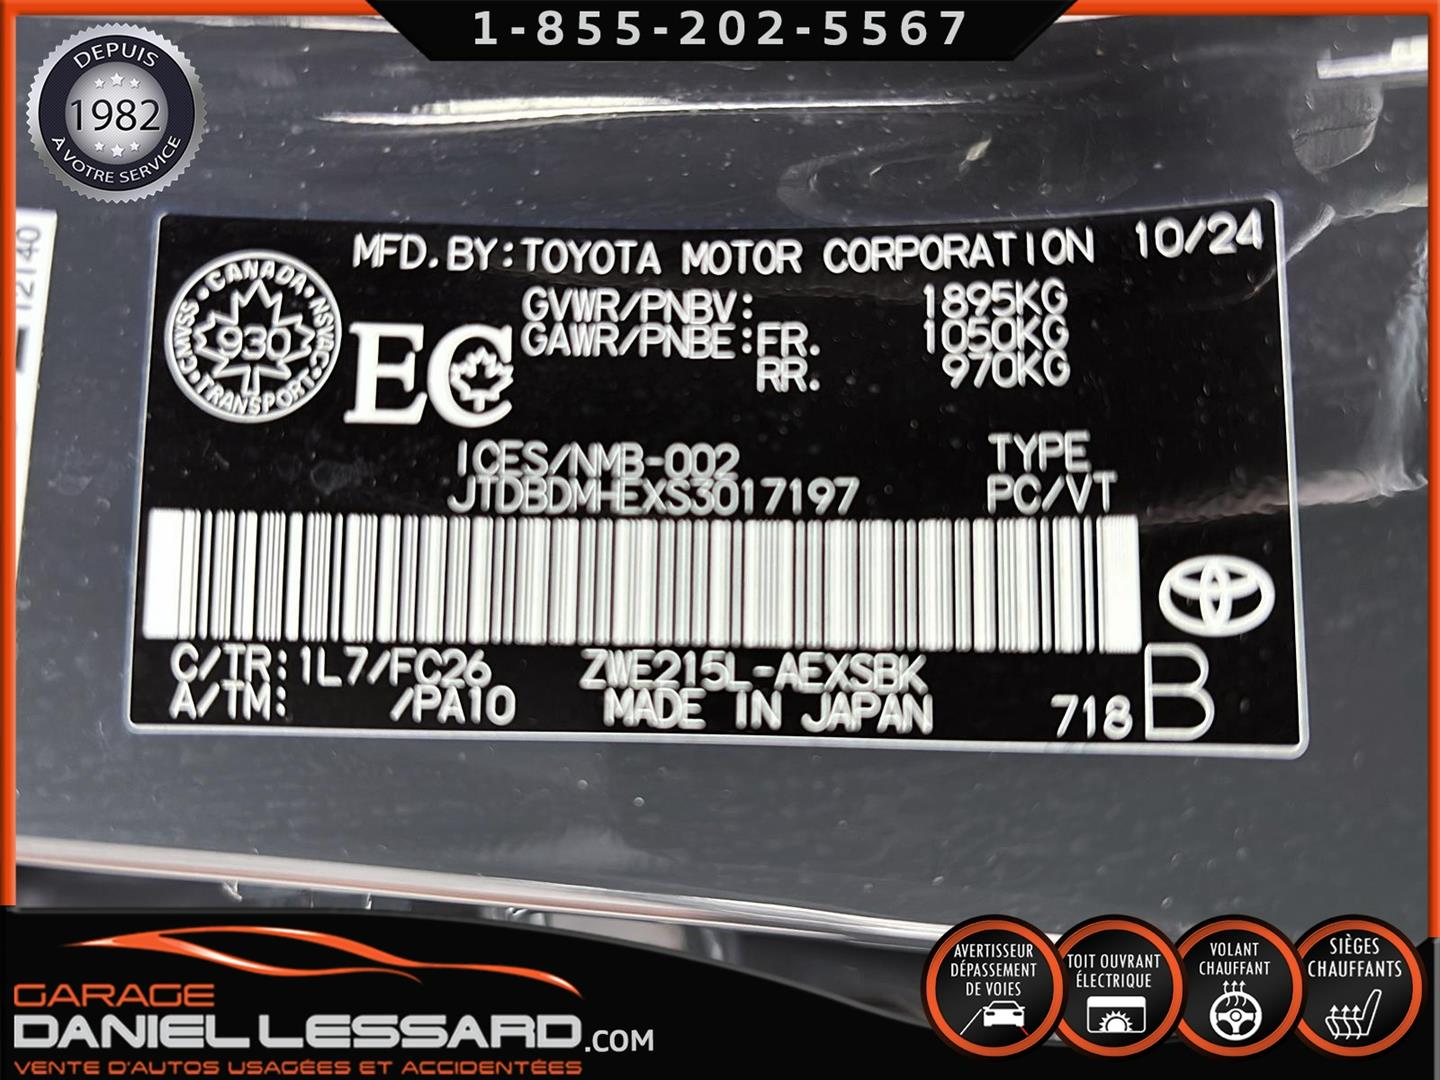 1-855-202-5567
DEPUIS
1982
À VOTRE SERVICE
12140
MFD. BY: TOYOTA MOTOR CORPORATION 10/24
GVWR/PNBV: 1895KG
GAWR/PNBE: FR. 1050KG
RR. 970KG
CANADA
930
TRANSPORT
CMVSS NSVAC
EC
ICES/NMB-002 TYPE
JTDBDMHEXS3017197 PC/VT
C/TR: 1L7/FC26 ZWE215L-AEXSBK
A/TM: /PA10 MADE IN JAPAN 718 B
GARAGE
DANIEL LESSARD.COM
VENTE D'AUTOS USAGÉES ET ACCIDENTÉES
AVERTISSEUR
DÉPASSEMENT
DE VOIES
TOIT OUVRANT
ÉLECTRIQUE
VOLANT
CHAUFFANT
SIÈGES
CHAUFFANTS